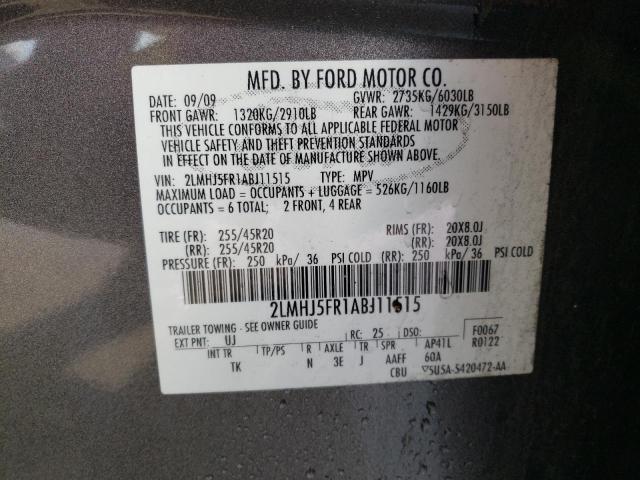 MFD. BY FORD MOTOR CO.
DATE: 09/09 GVWR: 2735KG/6030LB
FRONT GAWR: 1320KG/2910LB REAR GAWR: 1429KG/3150LB
THIS VEHICLE CONFORMS TO ALL APPLICABLE FEDERAL MOTOR
VEHICLE SAFETY AND THEFT PREVENTION STANDARDS
IN EFFECT ON THE DATE OF MANUFACTURE SHOWN ABOVE.
VIN: 2LMHJ5FR1ABJ11515 TYPE: MPV
MAXIMUM LOAD = OCCUPANTS + LUGGAGE = 526KG/1160LB
OCCUPANTS = 6 TOTAL; 2 FRONT, 4 REAR
TIRE (FR): 255/45R20 RIMS (FR): 20X8.0J
(RR): 255/45R20 (RR): 20X8.0J
PRESSURE (FR): 250 kPa/ 36 PSI COLD (RR): 250 kPa/ 36 PSI COLD
2LMHJ5FR1ABJ11515
TRAILER TOWING - SEE OWNER GUIDE
EXT PNT: UJ RC: 25 DSO: F0067
INT TR TP/PS R AXLE TR SPR AP41L R0122
TK N 3E J AAFF 60A
CBU 5U5A-S420472-AA